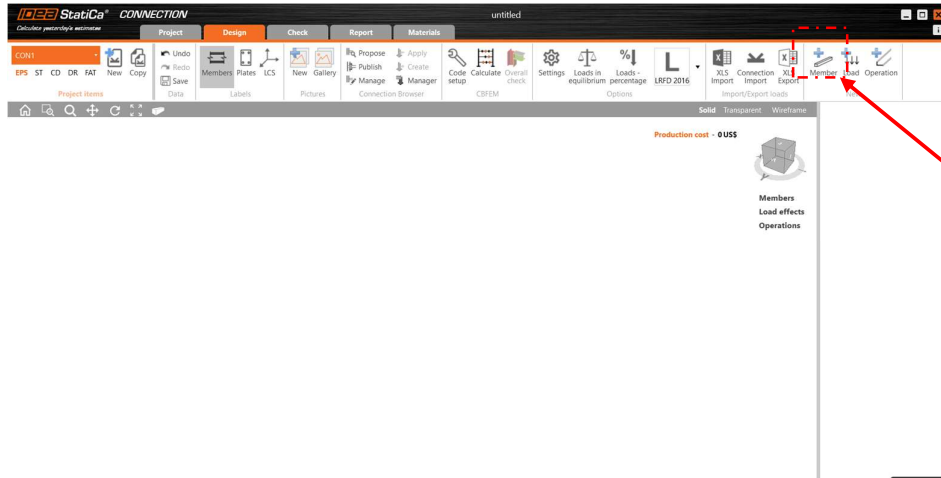 IDEA StatiCa® CONNECTION
untitled
Calculate yesterday's estimates
Project Design Check Report Materials
CON1
EPS ST CD DR FAT
New Copy
Project items
Undo
Redo
Save
Data
Members Plates LCS
Labels
New Gallery
Pictures
Propose Apply
Publish Create
Manage Manager
Connection Browser
Code setup Calculate Overall check
CBFEM
Settings Loads in equilibrium Loads - percentage LRFD 2016
Options
XLS Import Connection Import XLS Export
Import/Export loads
Member Load Operation
Solid Transparent Wireframe
Production cost - 0 US$
Members
Load effects
Operations